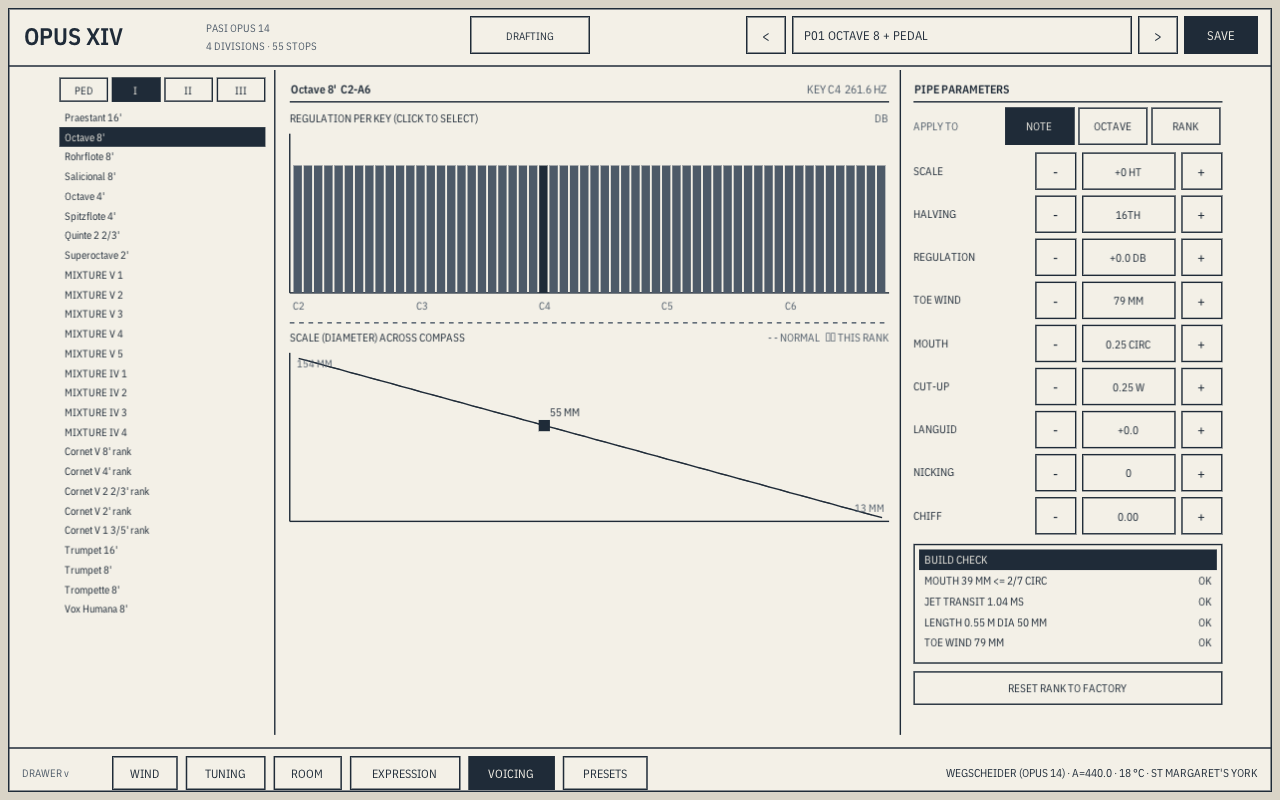 OPUS XIV
PASI OPUS 14
4 DIVISIONS · 55 STOPS
DRAFTING
<
P01 OCTAVE 8 + PEDAL
>
SAVE
PED
I
II
III
Praestant 16'
Octave 8'
Rohrflote 8'
Salicional 8'
Octave 4'
Spitzflote 4'
Quinte 2 2/3'
Superoctave 2'
MIXTURE V 1
MIXTURE V 2
MIXTURE V 3
MIXTURE V 4
MIXTURE V 5
MIXTURE IV 1
MIXTURE IV 2
MIXTURE IV 3
MIXTURE IV 4
Cornet V 8' rank
Cornet V 4' rank
Cornet V 2 2/3' rank
Cornet V 2' rank
Cornet V 1 3/5' rank
Trumpet 16'
Trumpet 8'
Trompette 8'
Vox Humana 8'
Octave 8' C2-A6
KEY C4 261.6 HZ
REGULATION PER KEY (CLICK TO SELECT)
DB
C2
C3
C4
C5
C6
SCALE (DIAMETER) ACROSS COMPASS
- - NORMAL
THIS RANK
154 MM
55 MM
13 MM
PIPE PARAMETERS
APPLY TO
NOTE
OCTAVE
RANK
SCALE - +0 HT +
HALVING - 16TH +
REGULATION - +0.0 DB +
TOE WIND - 79 MM +
MOUTH - 0.25 CIRC +
CUT-UP - 0.25 W +
LANGUID - +0.0 +
NICKING - 0 +
CHIFF - 0.00 +
BUILD CHECK
MOUTH 39 MM <= 2/7 CIRC OK
JET TRANSIT 1.04 MS OK
LENGTH 0.55 M DIA 50 MM OK
TOE WIND 79 MM OK
RESET RANK TO FACTORY
DRAWER v
WIND
TUNING
ROOM
EXPRESSION
VOICING
PRESETS
WEGSCHEIDER (OPUS 14) · A=440.0 · 18 °C · ST MARGARET'S YORK